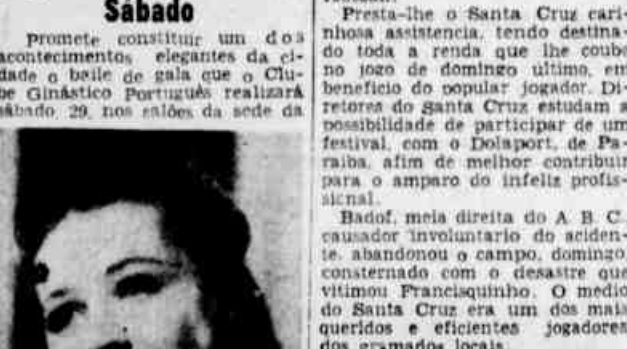 Sábado
Promete constituir um dos
acontecimentos elegantes da ci-
dade o baile de gala que o Clu-
be Ginástico Português realizará
sábado, 29, nos salões da sede da
Presta-lhe o Santa Cruz cari-
nhosa assistencia, tendo destina-
do toda a renda que lhe coube
no jogo de domingo ultimo, em
beneficio do popular jogador. Di-
retores do Santa Cruz estudam a
possibilidade de participar de um
festival, com o Dolaport, de Pa-
raiba, afim de melhor contribuir
para o amparo do infeliz profis-
sional.
Badof, meia direita do A. B. C.
causador involuntario do aciden-
te, abandonou o campo, domingo,
consternado com o desastre que
vitimou Francisquinho. O medio
do Santa Cruz era um dos mais
queridos e eficientes jogadores
dos gramados locais.